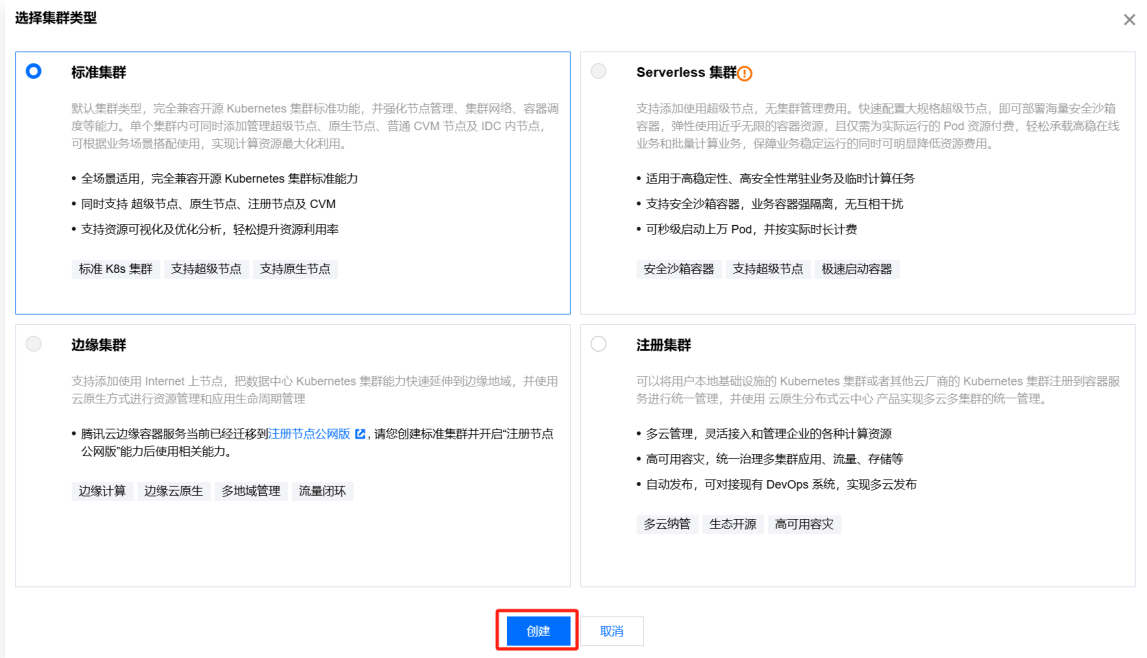 选择集群类型
标准集群
默认集群类型，完全兼容开源 Kubernetes 集群标准功能，并强化节点管理、集群网络、容器调
度等能力。单个集群内可同时添加管理超级节点、原生节点、普通 CVM 节点及 IDC 内节点，
可根据业务场景搭配使用，实现计算资源最大化利用。
• 全场景适用，完全兼容开源 Kubernetes 集群标准能力
• 同时支持 超级节点、原生节点、注册节点及 CVM
• 支持资源可视化及优化分析，轻松提升资源利用率
标准 K8s 集群 支持超级节点 支持原生节点
Serverless 集群
支持添加使用超级节点，无集群管理费用。快速配置大规格超级节点，即可部署海量安全沙箱
容器，弹性使用近乎无限的容器资源，且仅需为实际运行的 Pod 资源付费，轻松承载高稳在线
业务和批量计算业务，保障业务稳定运行的同时可明显降低资源费用。
• 适用于高稳定性、高安全性常驻业务及临时计算任务
• 支持安全沙箱容器，业务容器强隔离，无互相干扰
• 可秒级启动上万 Pod，并按实际时长计费
安全沙箱容器 支持超级节点 极速启动容器
边缘集群
支持添加使用 Internet 上节点，把数据中心 Kubernetes 集群能力快速延伸到边缘地域，并使用
云原生方式进行资源管理和应用生命周期管理
• 腾讯云边缘容器服务当前已经迁移到注册节点公网版，请您创建标准集群并开启“注册节点
公网版”能力后使用相关能力。
边缘计算 边缘云原生 多地域管理 流量闭环
注册集群
可以将用户本地基础设施的 Kubernetes 集群或者其他云厂商的 Kubernetes 集群注册到容器服
务进行统一管理，并使用 云原生分布式云中心 产品实现多云多集群的统一管理。
• 多云管理，灵活接入和管理企业的各种计算资源
• 高可用容灾，统一治理多集群应用、流量、存储等
• 自动发布，可对接现有 DevOps 系统，实现多云发布
多云纳管 生态开源 高可用容灾
创建 取消